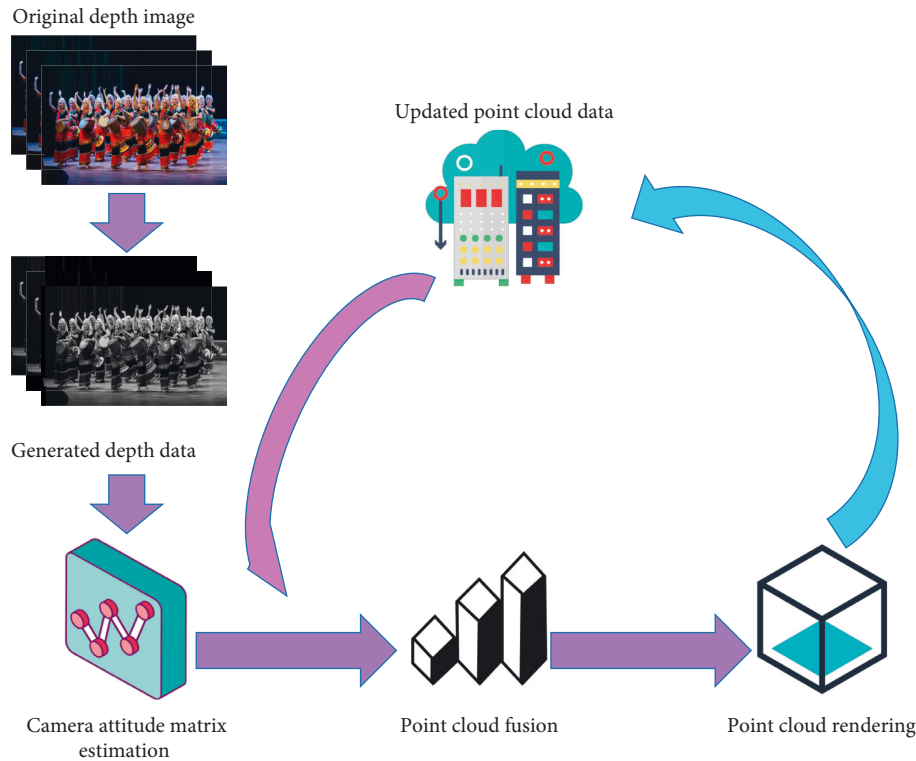 Original depth image
Updated point cloud data
Generated depth data
Camera attitude matrix
estimation
Point cloud fusion
Point cloud rendering